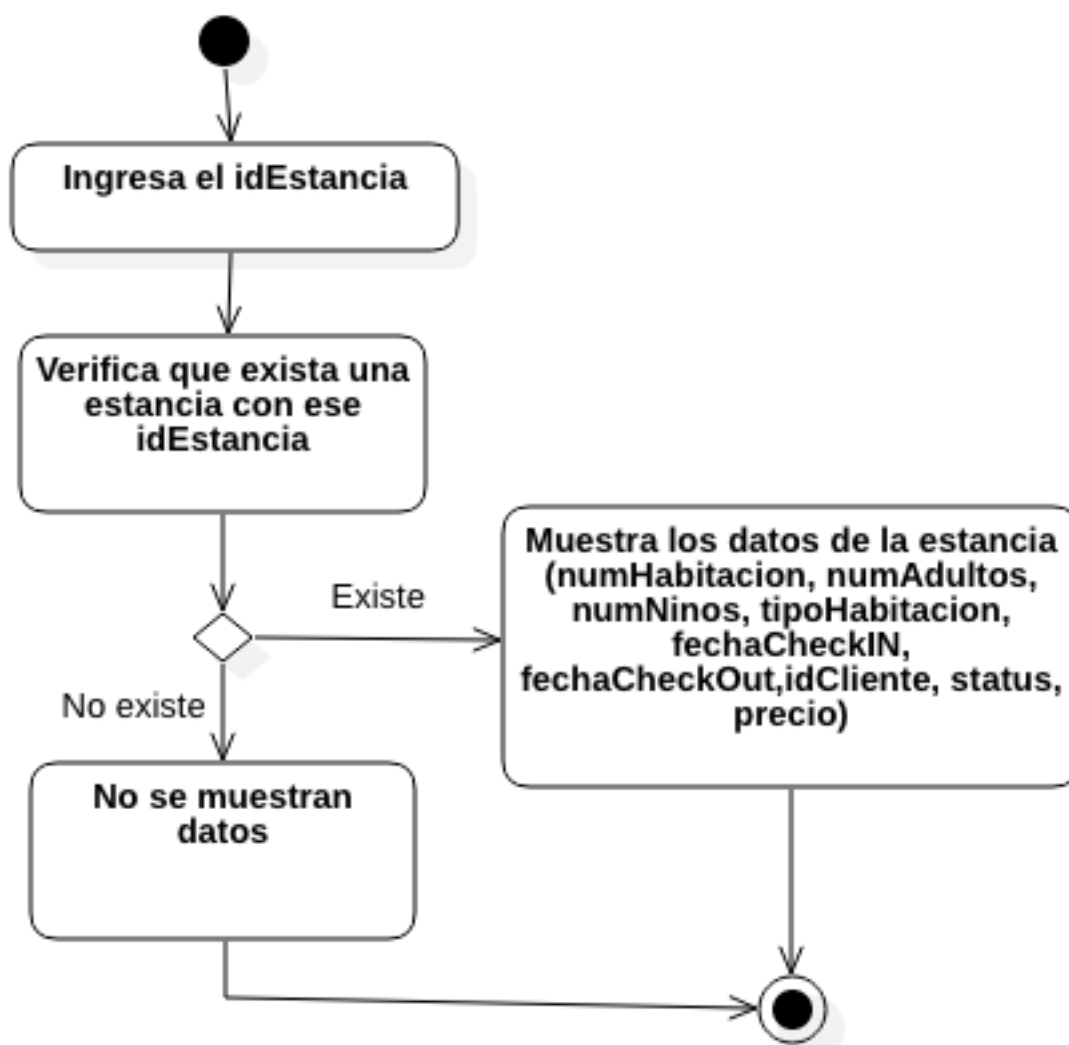 Ingresa el idEstancia
Verifica que exista una
estancia con ese
idEstancia
Existe
Muestra los datos de la estancia
(numHabitacion, numAdultos,
numNinos, tipoHabitacion,
fechaCheckIN,
fechaCheckOut,idCliente, status,
precio)
No existe
No se muestran
datos